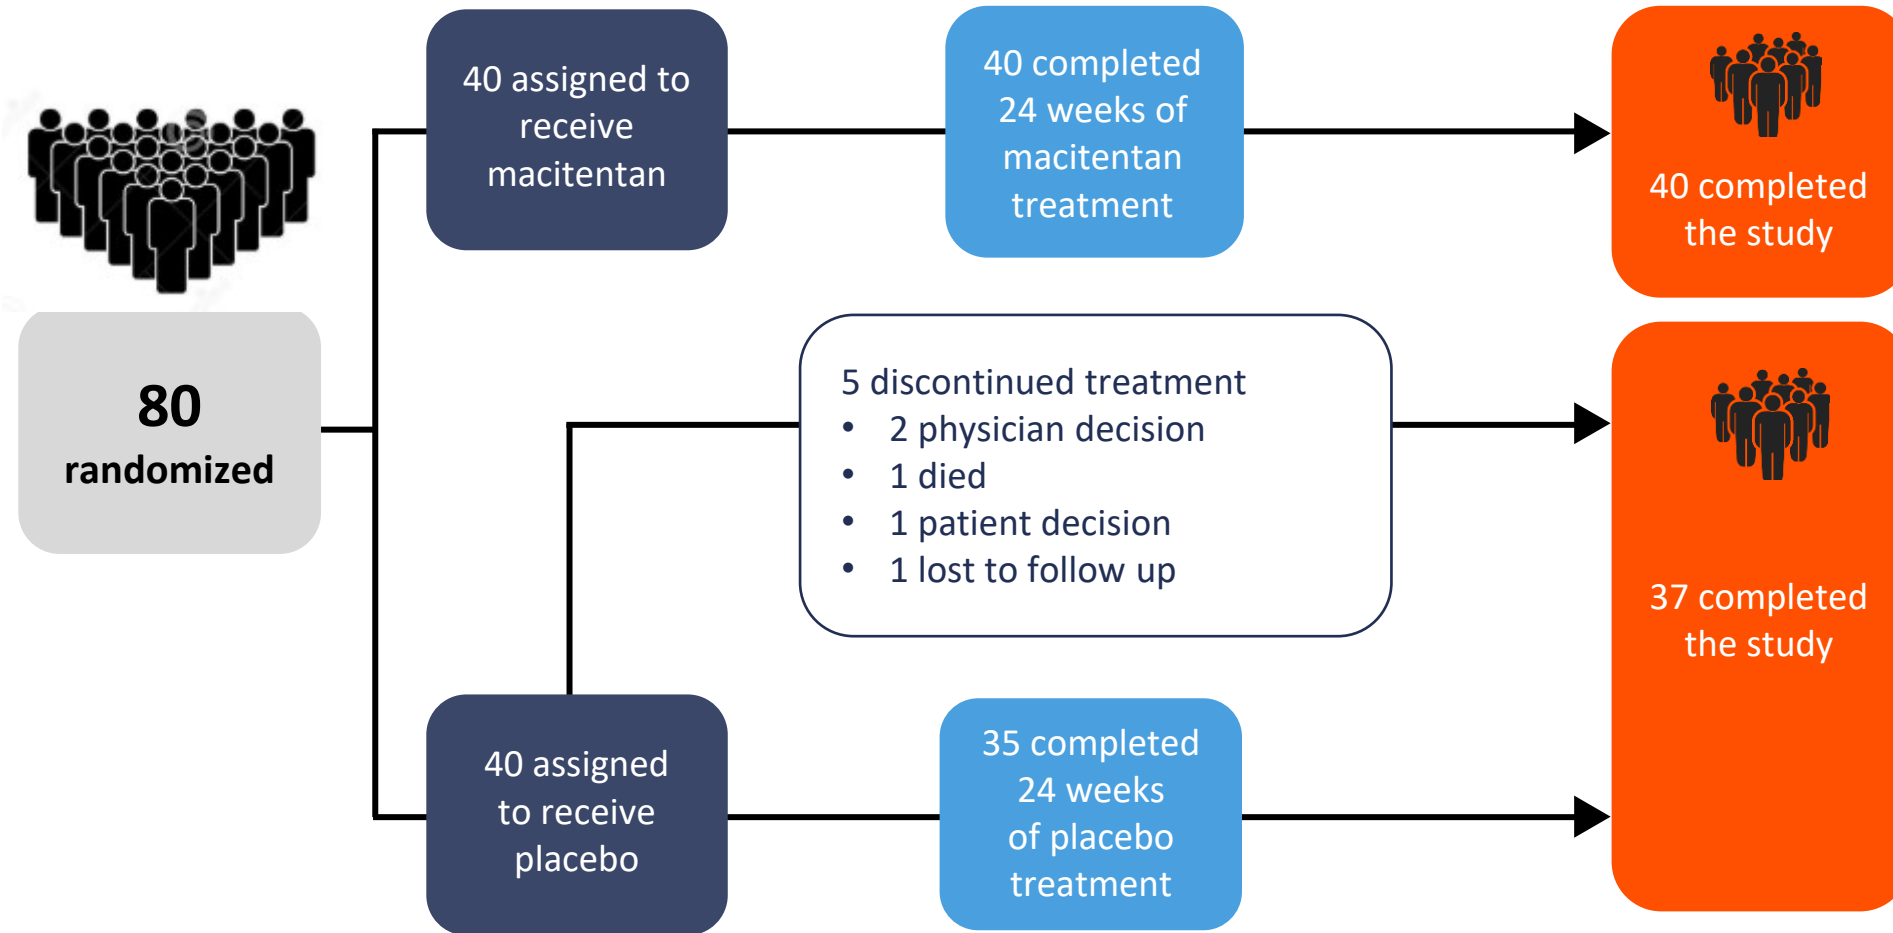 80
randomized
40 assigned to
receive
macitentan
40 completed
24 weeks of
macitentan
treatment
40 completed
the study
5 discontinued treatment
• 2 physician decision
• 1 died
• 1 patient decision
• 1 lost to follow up
37 completed
the study
40 assigned
to receive
placebo
35 completed
24 weeks
of placebo
treatment